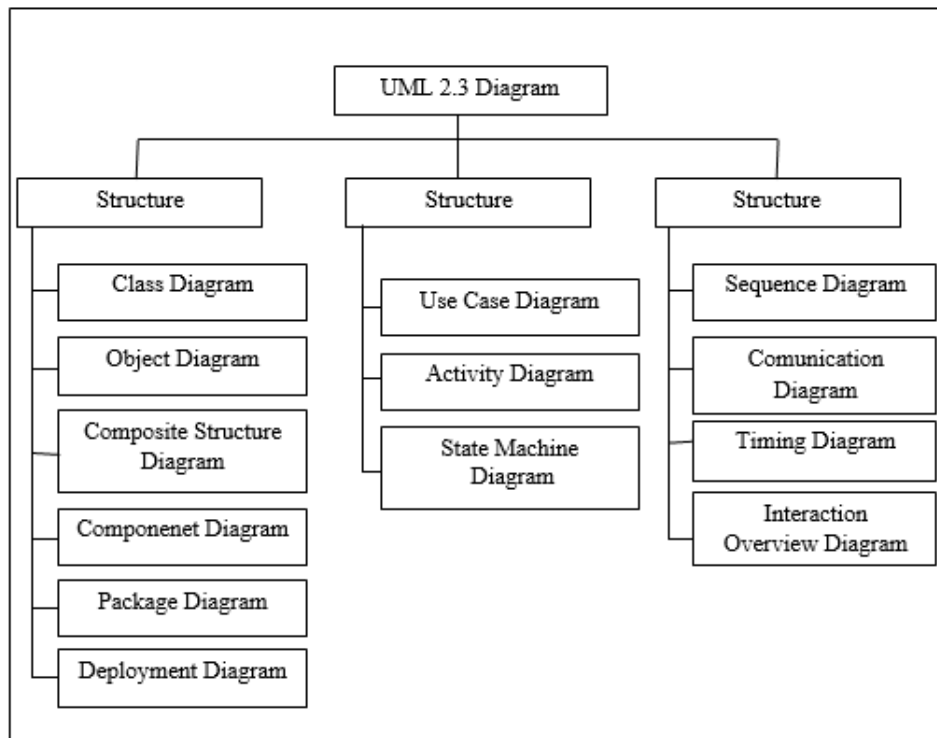 UML 2.3 Diagram
Structure
Class Diagram
Object Diagram
Composite Structure
Diagram
Componenet Diagram
Package Diagram
Deployment Diagram
Structure
Use Case Diagram
Activity Diagram
State Machine
Diagram
Structure
Sequence Diagram
Comunication
Diagram
Timing Diagram
Interaction
Overview Diagram